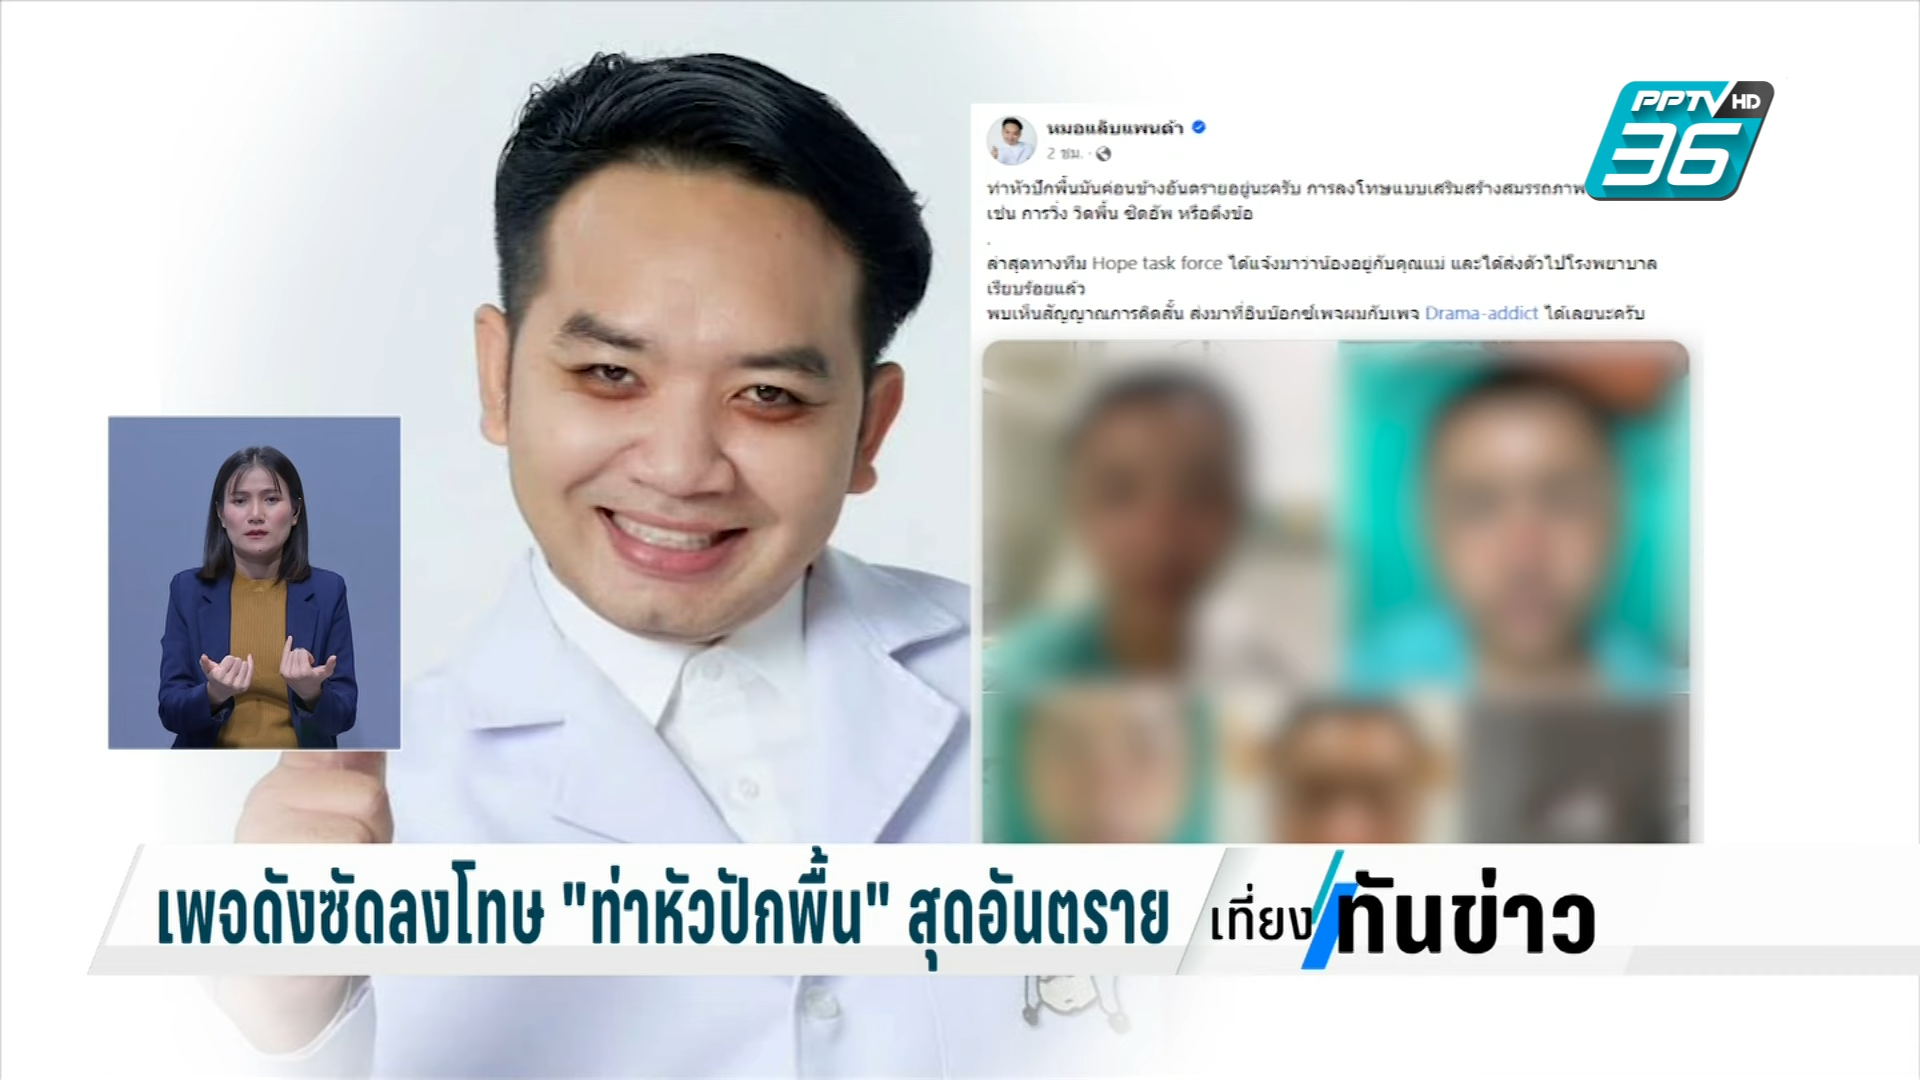 PPTV HD
36
หมอแล็บแพนด้า
2 ชม.
ท่าหัวปักพื้นมันค่อนข้างอันตรายอยู่นะครับ การลงโทษแบบเสริมสร้างสมรรถภาพ
เช่น การวิ่ง วิดพื้น ซิดอัพ หรือดึงข้อ
.
ล่าสุดทางทีม Hope task force ได้แจ้งมาว่าน้องอยู่กับคุณแม่ และได้ส่งตัวไปโรงพยาบาล
เรียบร้อยแล้ว
พบเห็นสัญญาณการคิดสั้น ส่งมาที่อินบ๊อกซ์เพจผมกับเพจ Drama-addict ได้เลยนะครับ
เพจดังซัดลงโทษ "ท่าหัวปักพื้น" สุดอันตราย
เที่ยงทันข่าว